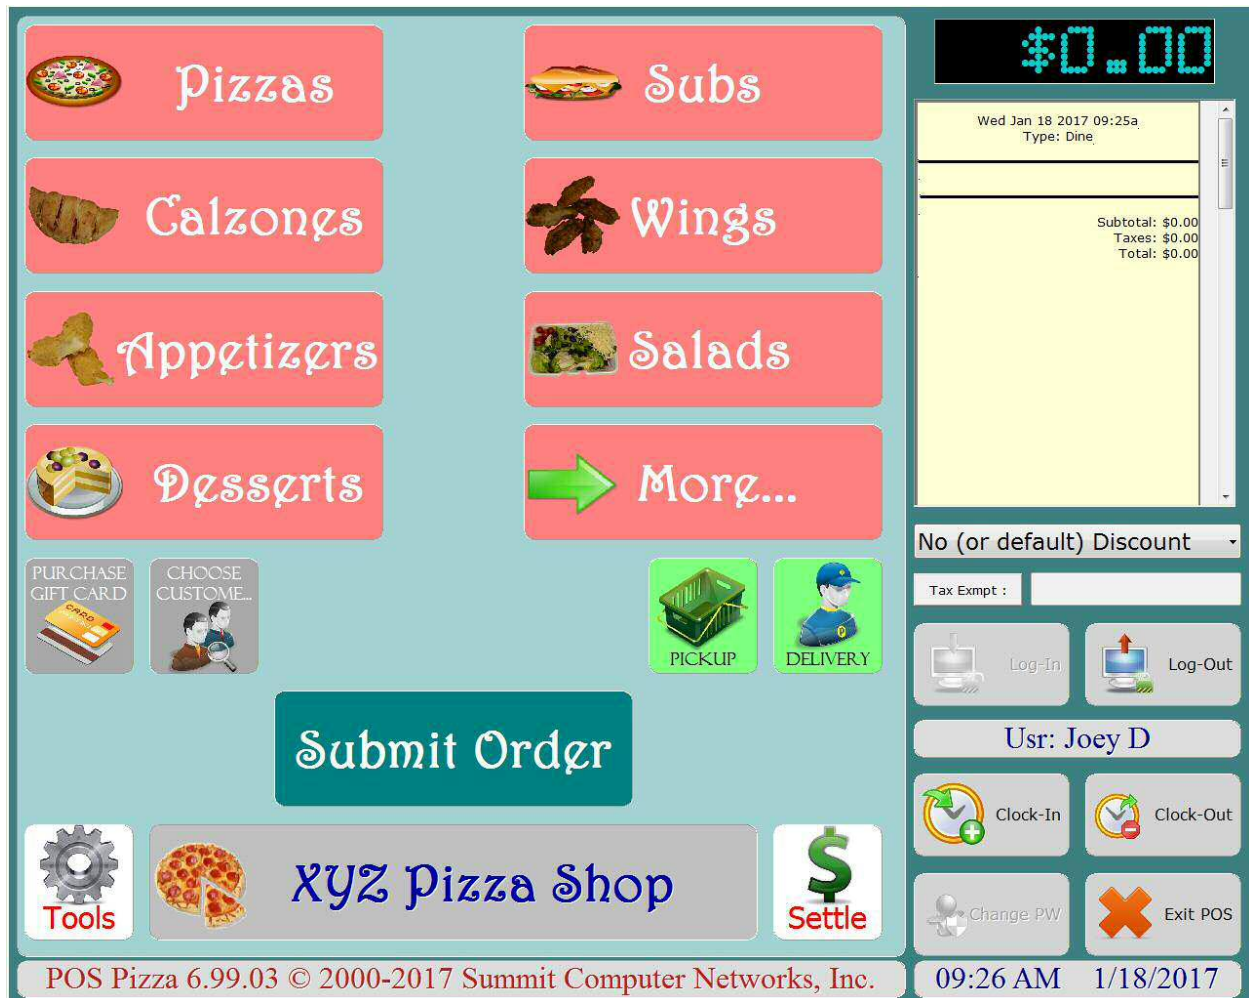 Pizzas
Subs
Calzones
Wings
Appetizers
Salads
Desserts
More...
PURCHASE
GIFT CARD
CHOOSE
CUSTOME...
PICKUP
DELIVERY
Submit Order
Tools
XYZ Pizza Shop
Settle
POS Pizza 6.99.03 © 2000-2017 Summit Computer Networks, Inc.
$0.00
Wed Jan 18 2017 09:25a
Type: Dine
Subtotal: $0.00
Taxes: $0.00
Total: $0.00
No (or default) Discount
Tax Exmpt :
Log-In
Log-Out
Usr: Joey D
Clock-In
Clock-Out
Change PW
Exit POS
09:26 AM 1/18/2017